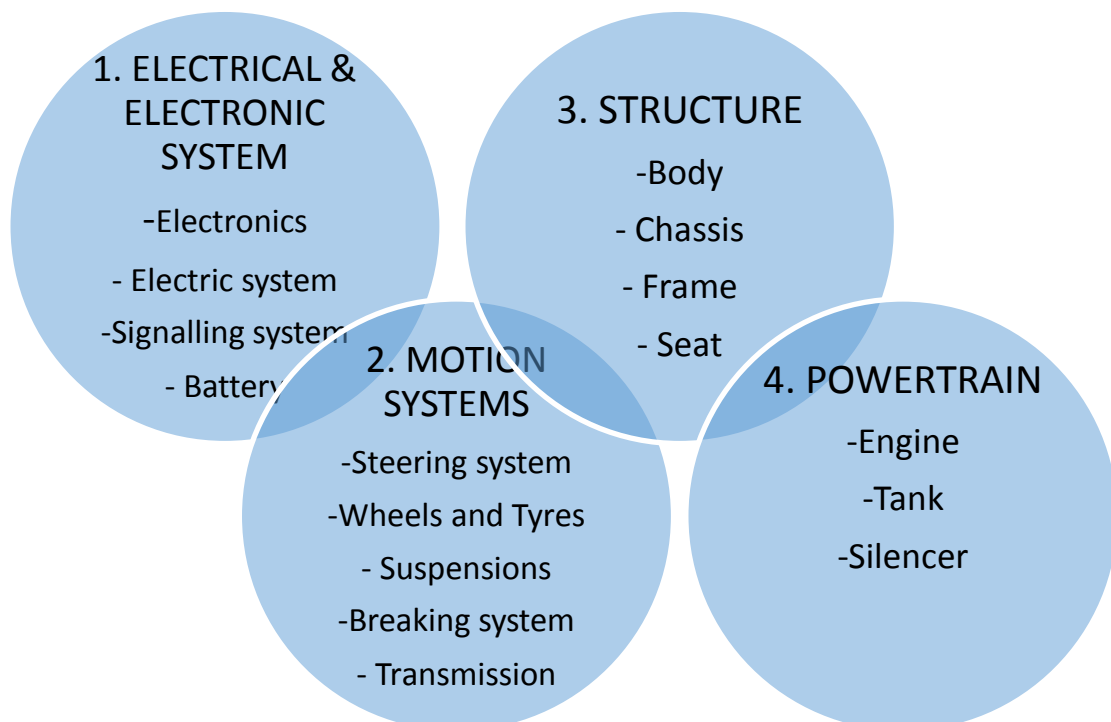 1. ELECTRICAL &
ELECTRONIC
SYSTEM
-Electronics
- Electric system
-Signalling system
- Battery
2. MOTION
SYSTEMS
-Steering system
-Wheels and Tyres
- Suspensions
-Breaking system
- Transmission
3. STRUCTURE
-Body
- Chassis
- Frame
- Seat
4. POWERTRAIN
-Engine
-Tank
-Silencer